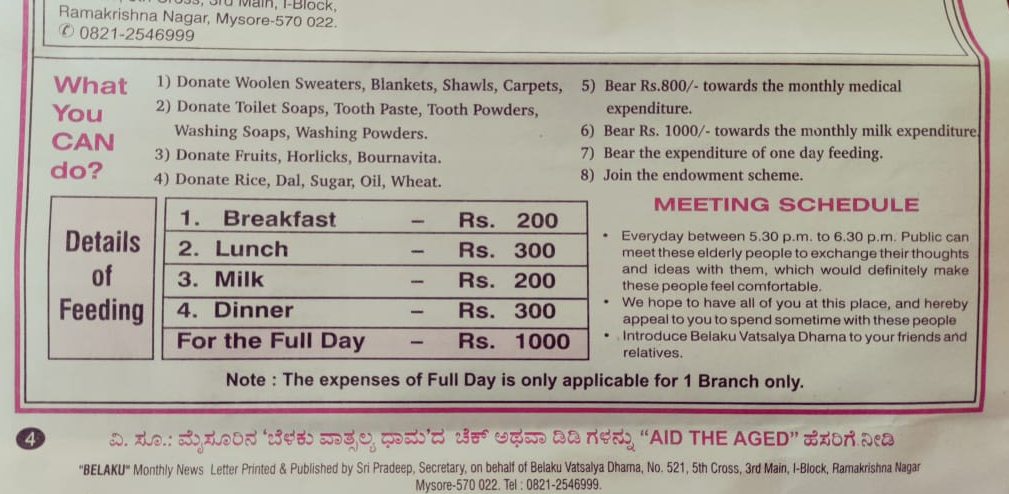 Main, I-Block,
Ramakrishna Nagar, Mysore-570 022.
✆ 0821-2546999
What
You
CAN
do?
1) Donate Woolen Sweaters, Blankets, Shawls, Carpets,
2) Donate Toilet Soaps, Tooth Paste, Tooth Powders,
Washing Soaps, Washing Powders.
3) Donate Fruits, Horlicks, Bournavita.
4) Donate Rice, Dal, Sugar, Oil, Wheat.
5) Bear Rs.800/- towards the monthly medical
expenditure.
6) Bear Rs. 1000/- towards the monthly milk expenditure.
7) Bear the expenditure of one day feeding.
8) Join the endowment scheme.
Details
of
Feeding
1. Breakfast – Rs. 200
2. Lunch – Rs. 300
3. Milk – Rs. 200
4. Dinner – Rs. 300
For the Full Day – Rs. 1000
MEETING SCHEDULE
• Everyday between 5.30 p.m. to 6.30 p.m. Public can
meet these elderly people to exchange their thoughts
and ideas with them, which would definitely make
these people feel comfortable.
• We hope to have all of you at this place, and hereby
appeal to you to spend sometime with these people
• Introduce Belaku Vatsalya Dhama to your friends and
relatives.
Note : The expenses of Full Day is only applicable for 1 Branch only.
4 ವಿ. ಸೂ.: ಮೈಸೂರಿನ 'ಬೆಳಕು ವಾತ್ಸಲ್ಯ ಧಾಮ'ದ ಚೆಕ್ ಅಥವಾ ಡಿಡಿ ಗಳನ್ನು "AID THE AGED" ಹೆಸರಿಗೆ ನೀಡಿ
"BELAKU" Monthly News Letter Printed & Published by Sri Pradeep, Secretary, on behalf of Belaku Vatsalya Dhama, No. 521, 5th Cross, 3rd Main, I-Block, Ramakrishna Nagar
Mysore-570 022. Tel : 0821-2546999.